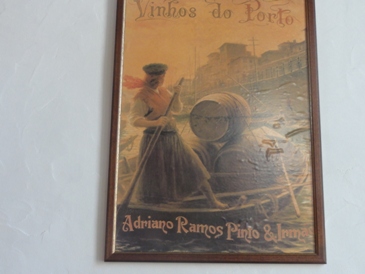 Vinhos do Porto
Adriano Ramos Pinto & Irmão